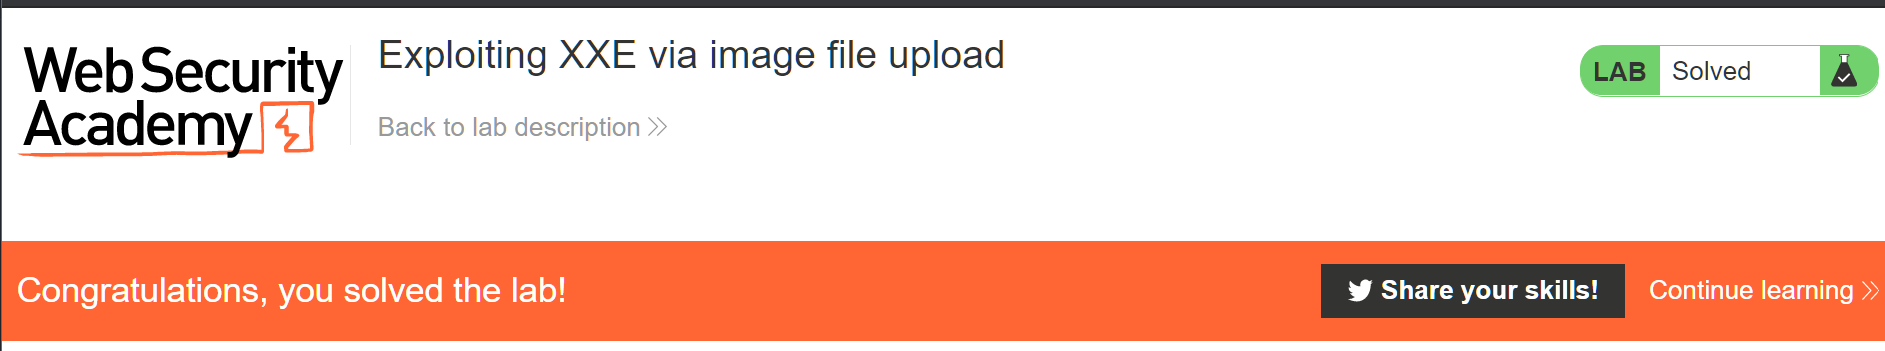 Web Security
Academy
Exploiting XXE via image file upload
Back to lab description
LAB Solved
Congratulations, you solved the lab!
Share your skills!
Continue learning